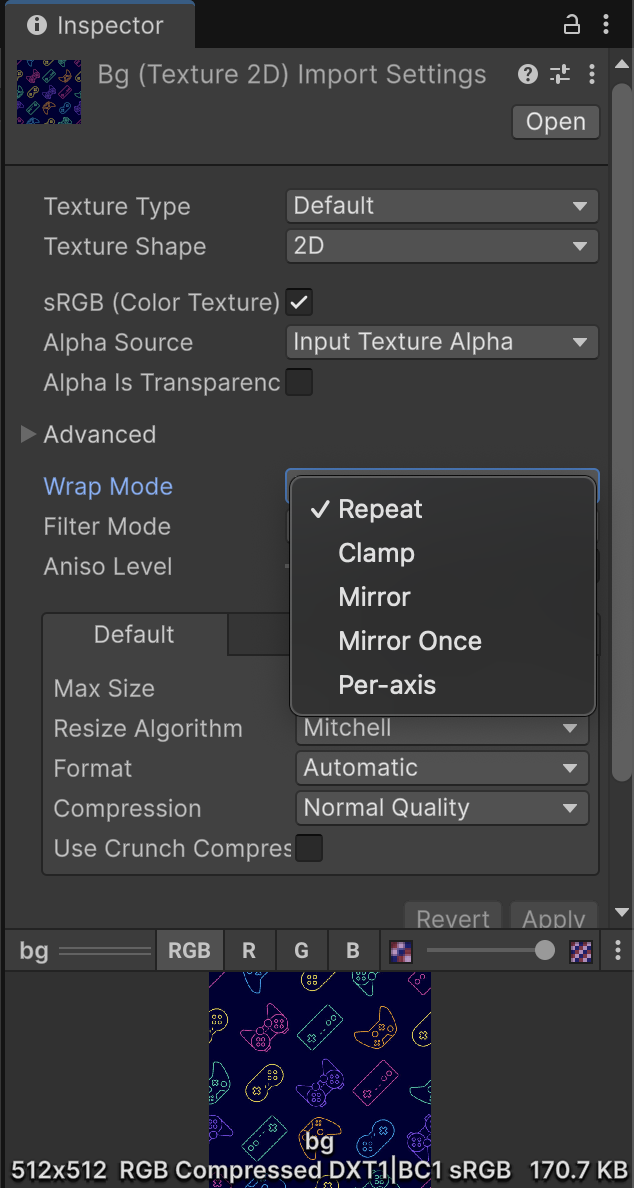 Inspector
Bg (Texture 2D) Import Settings
Open
Texture Type Default
Texture Shape 2D
sRGB (Color Texture)
Alpha Source Input Texture Alpha
Alpha Is Transparenc
Advanced
Wrap Mode
Repeat
Filter Mode
Clamp
Aniso Level
Mirror
Default
Mirror Once
Max Size
Per-axis
Resize Algorithm Mitchell
Format Automatic
Compression Normal Quality
Use Crunch Compres
Revert Apply
bg RGB R G B
bg
512x512 RGB Compressed DXT1|BC1 sRGB 170.7 KB